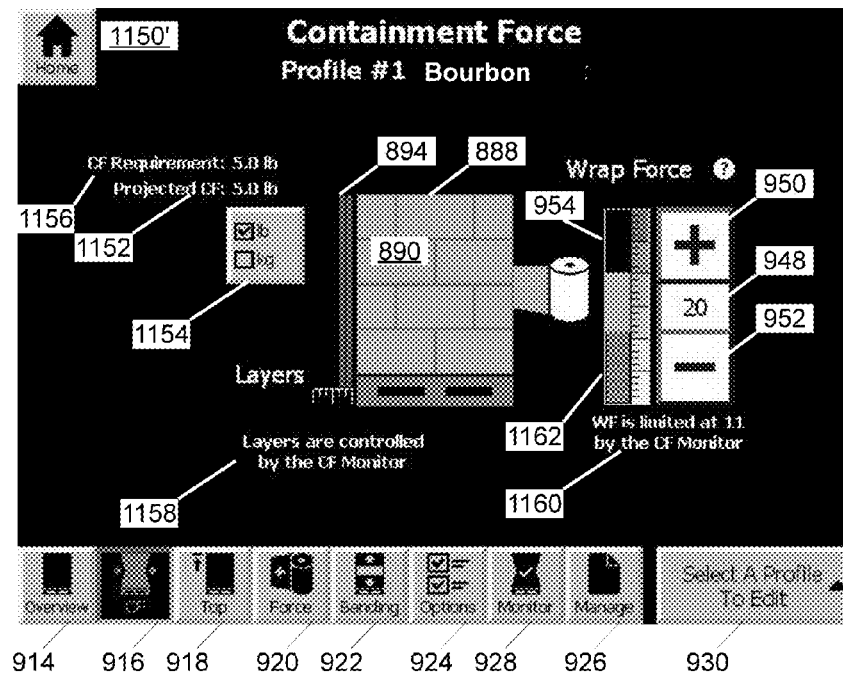 Home
1150'
Containment Force
Profile #1 Bourbon
CF Requirement: 5.0 lb
Projected CF: 5.0 lb
894
888
Wrap Force ?
950
954
1156
1152
lb
kg
890
948
20
1154
952
Layers
1162
WF is limited at 11
by the CF Monitor
Layers are controlled
by the CF Monitor
1158
1160
Overview
CF
Top
Force
Banding
Options
Monitor
Manage
Select A Profile
To Edit
914
916
918
920
922
924
928
926
930